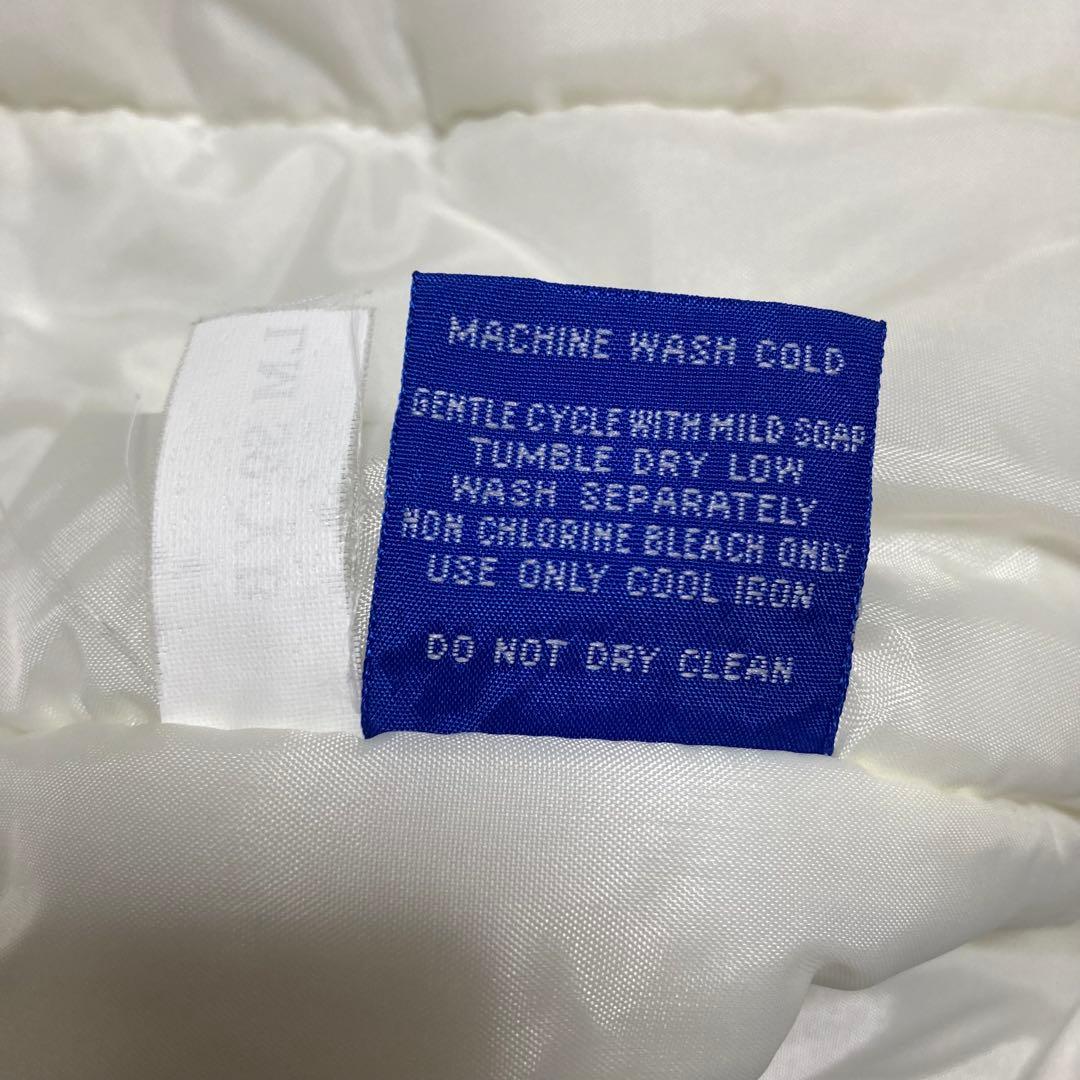 MACHINE WASH COLD
GENTLE CYCLE WITH MILD SOAP
TUMBLE DRY LOW
WASH SEPARATELY
NON CHLORINE BLEACH ONLY
USE ONLY COOL IRON
DO NOT DRY CLEAN